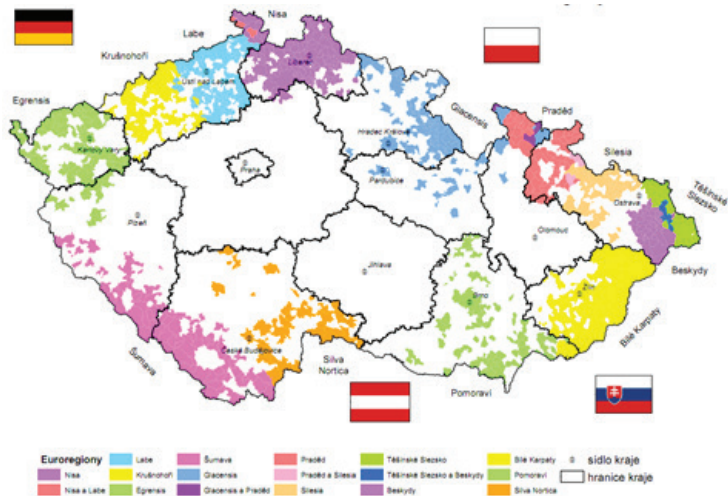 Nisa
Labe
Krušnohoří
Egrensis
Glacensis
Praděd
Silesia
Těšínské
Slezsko
Beskydy
Bílé Karpaty
Pomoraví
Silva
Nortica
Šumava
Liberec
Ústí nad Labem
Karlovy Vary
Hradec Králové
Pardubice
Praha
Plzeň
Olomouc
Ostrava
Jihlava
Brno
Zlín
České Budějovice
Euroregiony
Labe
Šumava
Praděd
Těšínské Slezsko
Bílé Karpaty
sídlo kraje
Nisa
Krušnohoří
Glacensis
Praděd a Silesia
Těšínské Slezsko a Beskydy
Pomoraví
hranice kraje
Nisa a Labe
Egrensis
Glacensis a Praděd
Silesia
Beskydy
Silva Nortica